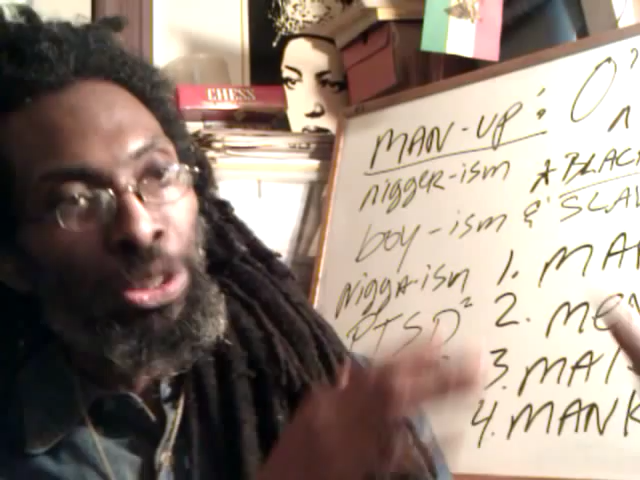 CHESS
MAN-UP:
nigger-ism
boy-ism &
nigga-ism
PTSD²
BLAC
SLA
1. MA
2. ME
3. MA
4. MANK